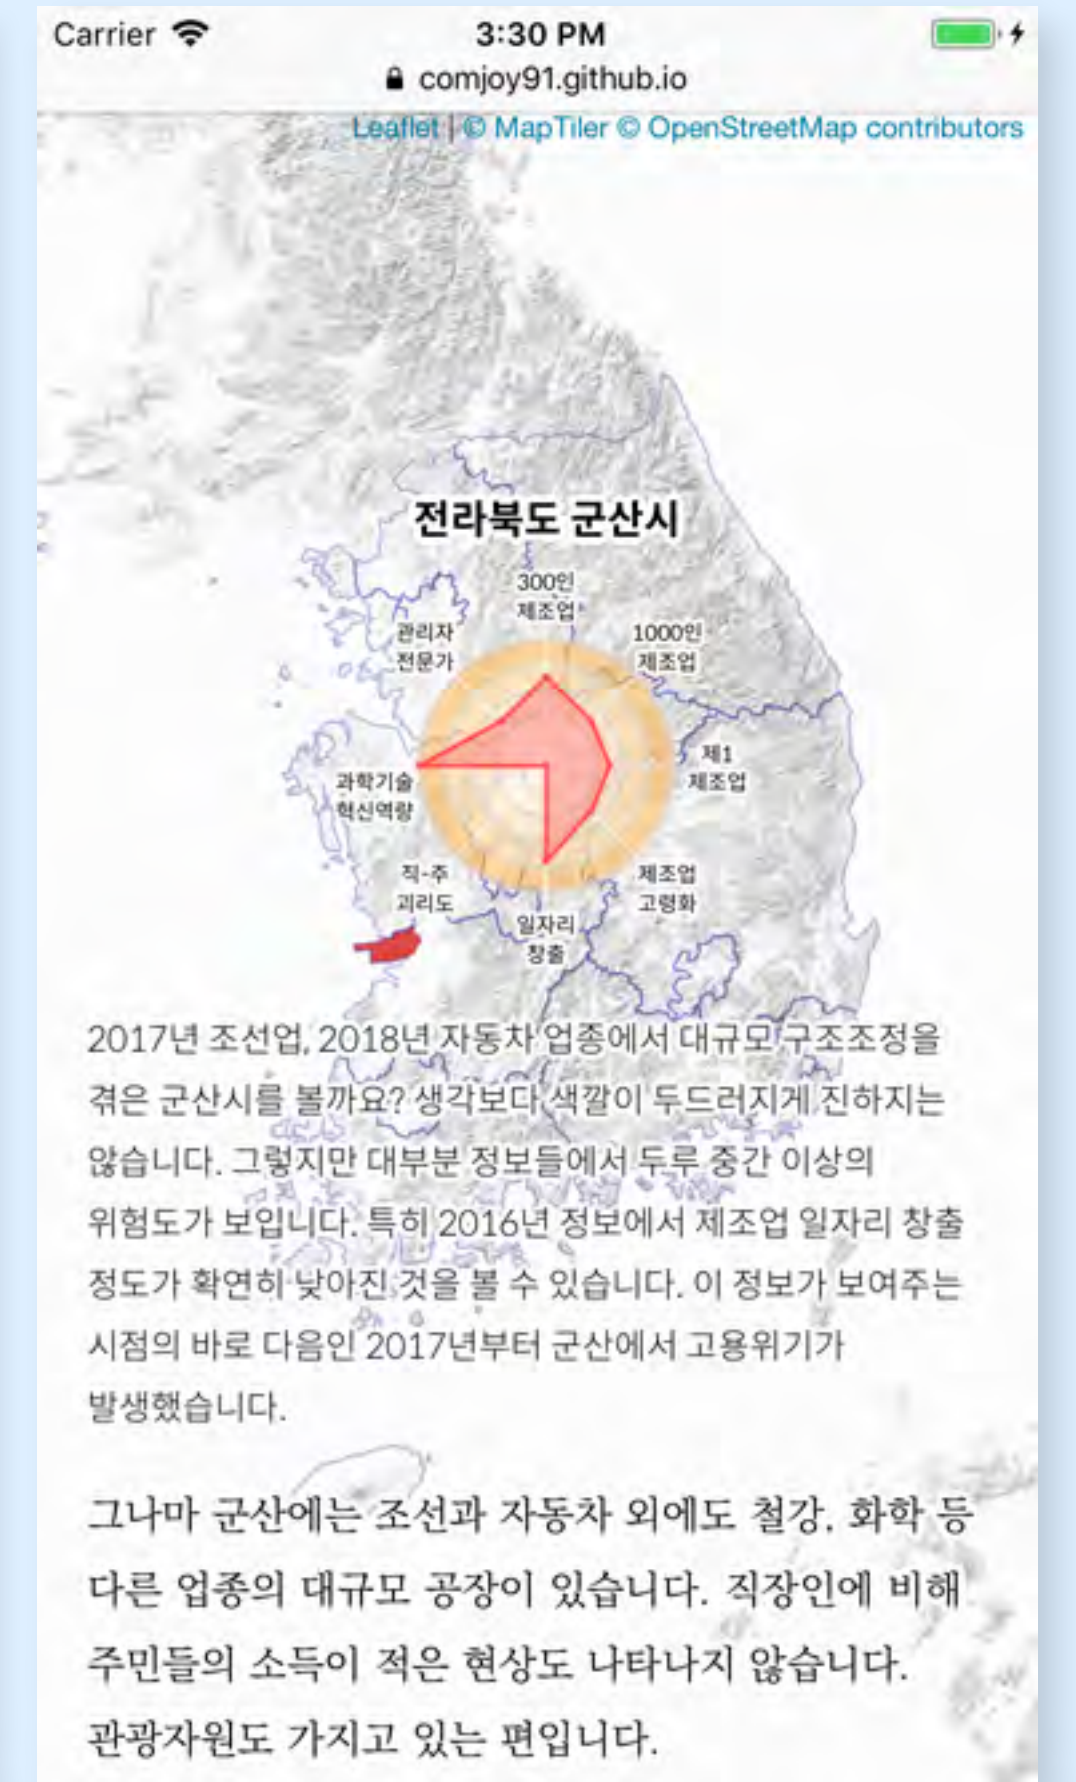 Carrier 3:30 PM
comjoy91.github.io
Leaflet | © MapTiler © OpenStreetMap contributors
전라북도 군산시
300인
제조업
1000인
제조업
관리자
전문가
제1
제조업
과학기술
혁신역량
직-주
괴리도
제조업
고령화
일자리
창출
2017년 조선업, 2018년 자동차 업종에서 대규모 구조조정을
겪은 군산시를 볼까요? 생각보다 색깔이 두드러지게 진하지는
않습니다. 그렇지만 대부분 정보들에서 두루 중간 이상의
위험도가 보입니다. 특히 2016년 정보에서 제조업 일자리 창출
정도가 확연히 낮아진 것을 볼 수 있습니다. 이 정보가 보여주는
시점의 바로 다음인 2017년부터 군산에서 고용위기가
발생했습니다.
그나마 군산에는 조선과 자동차 외에도 철강, 화학 등
다른 업종의 대규모 공장이 있습니다. 직장인에 비해
주민들의 소득이 적은 현상도 나타나지 않습니다.
관광자원도 가지고 있는 편입니다.